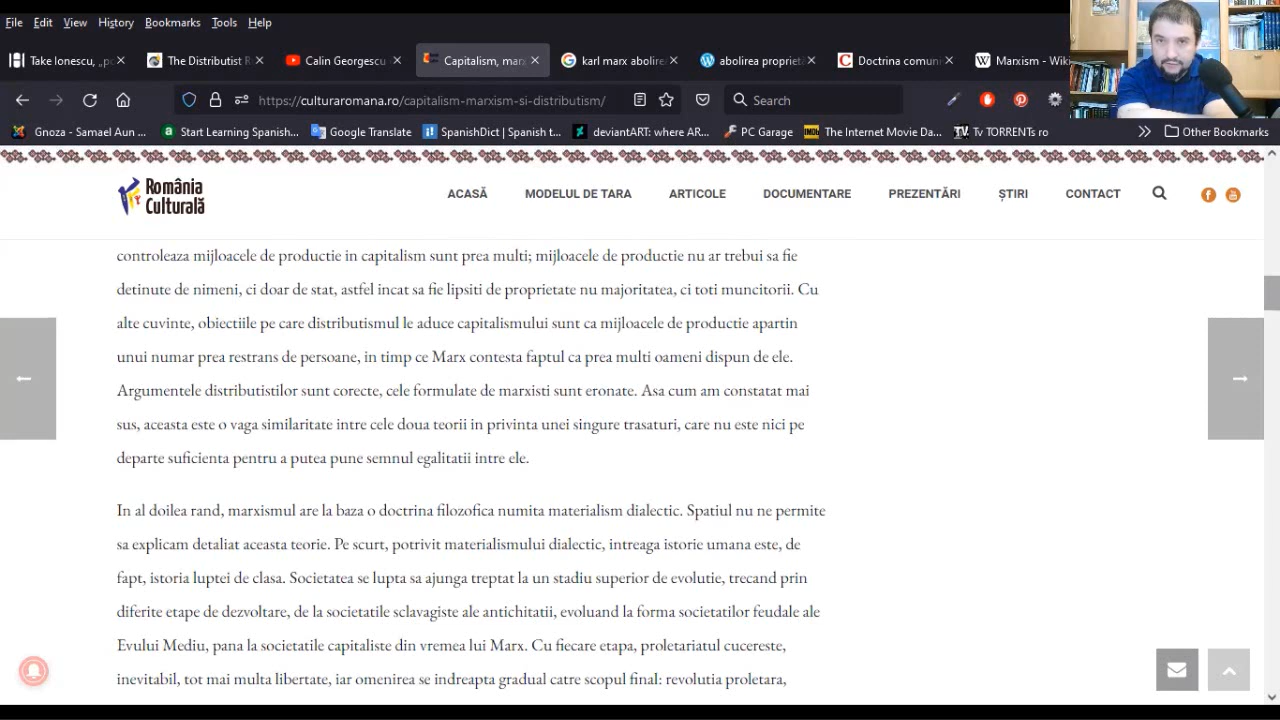 File Edit View History Bookmarks Tools Help
Take Ionescu, „p
The Distributist R
Calin Georgescu
Capitalism, mar
karl marx abolire
abolirea propriet
Doctrina comun
Marxism - Wik
https://culturaromana.ro/capitalism-marxism-si-distributism/
Search
Gnoza - Samael Aun ...
Start Learning Spanish...
Google Translate
SpanishDict | Spanish t...
deviantART: where AR...
PC Garage
The Internet Movie Da...
Tv TORRENTs ro
Other Bookmarks
România
Culturală
ACASĂ MODELUL DE TARA ARTICOLE DOCUMENTARE PREZENTĂRI ȘTIRI CONTACT
controleaza mijloacele de productie in capitalism sunt prea multi; mijloacele de productie nu ar trebui sa fie
detinute de nimeni, ci doar de stat, astfel incat sa fie lipsiti de proprietate nu majoritatea, ci toti muncitorii. Cu
alte cuvinte, obiectiile pe care distributismul le aduce capitalismului sunt ca mijloacele de productie apartin
unui numar prea restrans de persoane, in timp ce Marx contesta faptul ca prea multi oameni dispun de ele.
Argumentele distributistilor sunt corecte, cele formulate de marxisti sunt eronate. Asa cum am constatat mai
sus, aceasta este o vaga similaritate intre cele doua teorii in privinta unei singure trasaturi, care nu este nici pe
departe suficienta pentru a putea pune semnul egalitatii intre ele.
In al doilea rand, marxismul are la baza o doctrina filozofica numita materialism dialectic. Spatiul nu ne permite
sa explicam detaliat aceasta teorie. Pe scurt, potrivit materialismului dialectic, intreaga istorie umana este, de
fapt, istoria luptei de clasa. Societatea se lupta sa ajunga treptat la un stadiu superior de evolutie, trecand prin
diferite etape de dezvoltare, de la societatile sclavagiste ale antichitatii, evoluand la forma societatilor feudale ale
Evului Mediu, pana la societatile capitaliste din vremea lui Marx. Cu fiecare etapa, proletariatul cucereste,
inevitabil, tot mai multa libertate, iar omenirea se indreapta gradual catre scopul final: revolutia proletara,